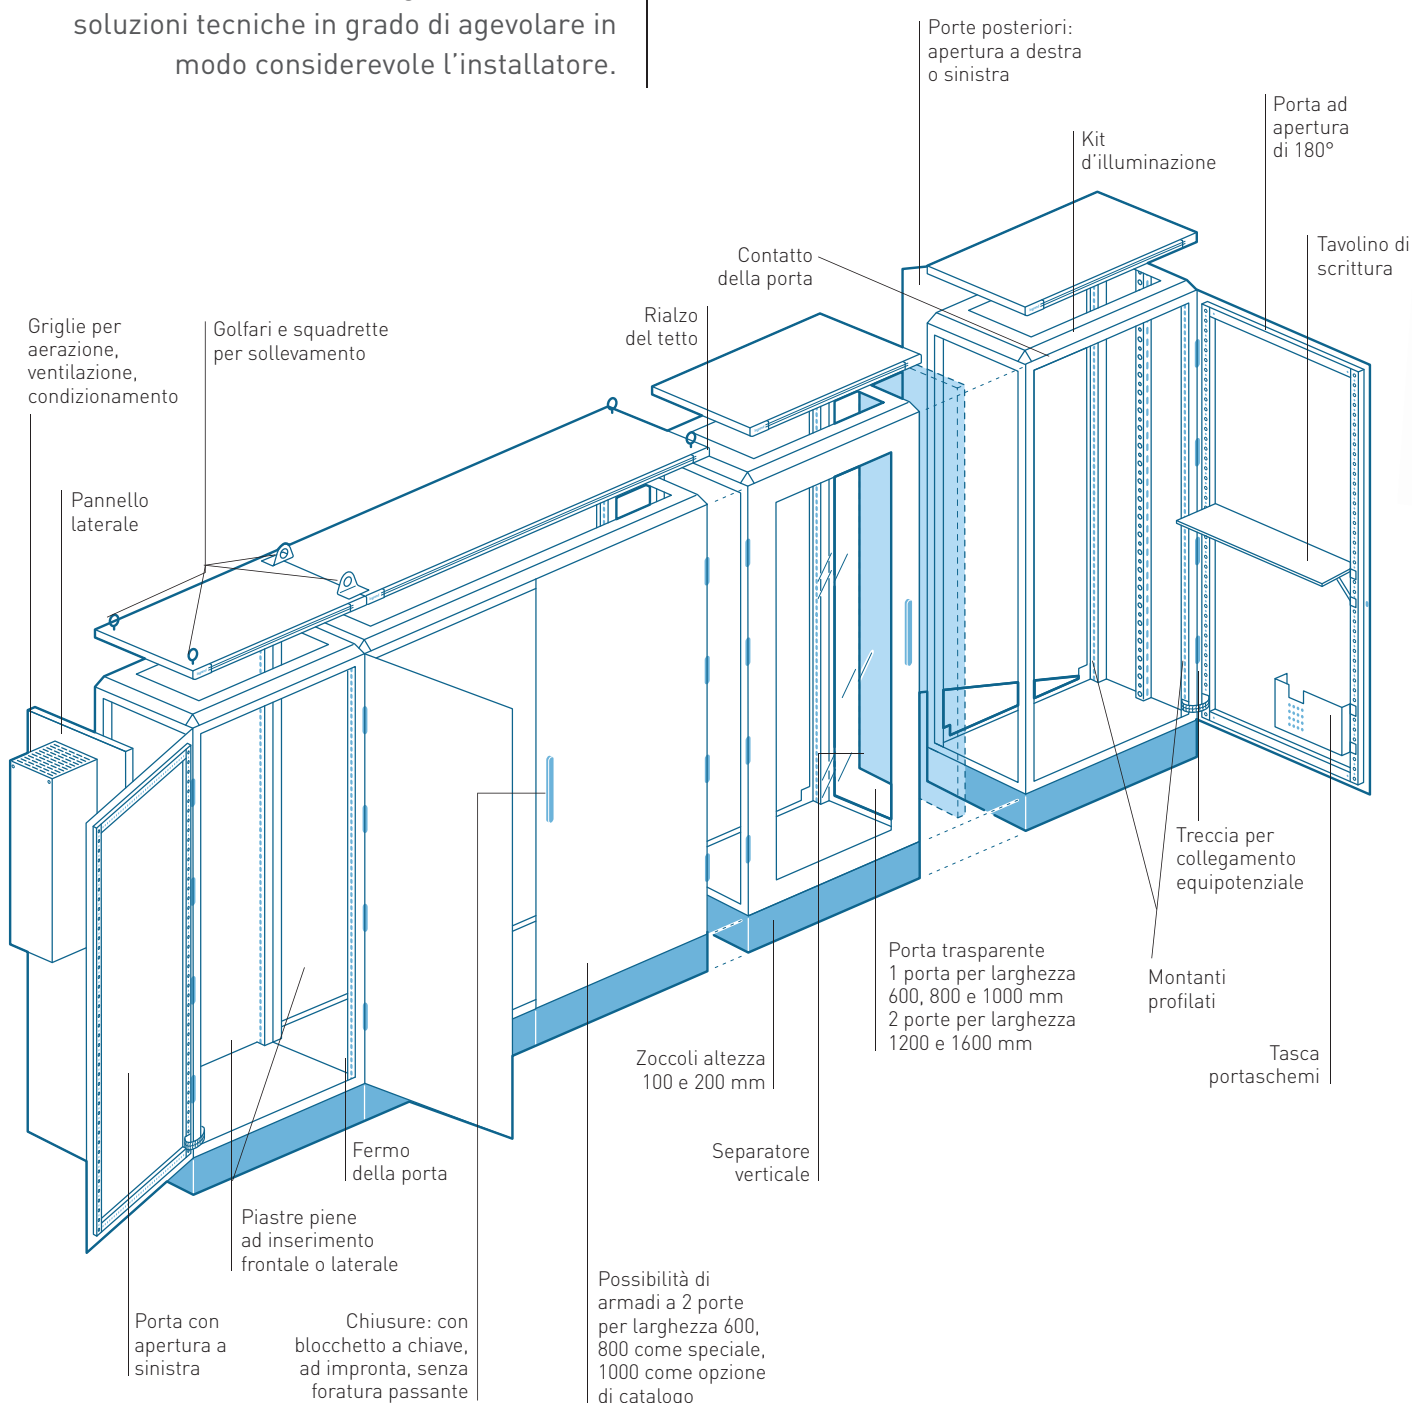 soluzioni tecniche in grado di agevolare in
modo considerevole l'installatore.
Porte posteriori:
apertura a destra
o sinistra
Porta ad
apertura
di 180°
Kit
d'illuminazione
Tavolino di
scrittura
Contatto
della porta
Rialzo
del tetto
Griglie per
aerazione,
ventilazione,
condizionamento
Golfari e squadrette
per sollevamento
Pannello
laterale
Treccia per
collegamento
equipotenziale
Porta trasparente
1 porta per larghezza
600, 800 e 1000 mm
2 porte per larghezza
1200 e 1600 mm
Montanti
profilati
Zoccoli altezza
100 e 200 mm
Tasca
portaschemi
Separatore
verticale
Fermo
della porta
Piastre piene
ad inserimento
frontale o laterale
Porta con
apertura a
sinistra
Chiusure: con
blocchetto a chiave,
ad impronta, senza
foratura passante
Possibilità di
armadi a 2 porte
per larghezza 600,
800 come speciale,
1000 come opzione
di catalogo